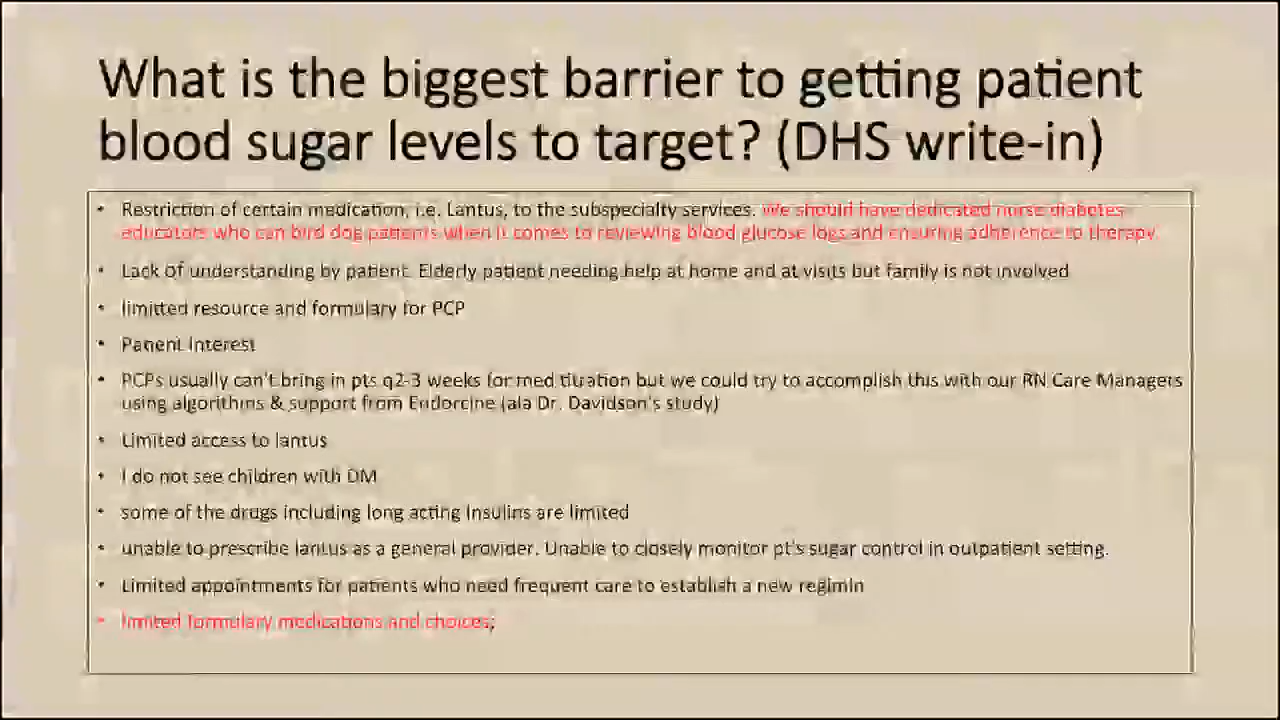 What is the biggest barrier to getting patient
blood sugar levels to target? (DHS write-in)
• Restriction of certain medication, i.e. Lantus, to the subspecialty services. We should have dedicated nurse diabetes
educators who can bird dog patients when it comes to reviewing blood glucose logs and ensuring adherence to therapy.
• Lack of understanding by patient. Elderly patient needing help at home and at visits but family is not involved
• limitted resource and formulary for PCP
• Patient Interest
• PCPs usually can't bring in pts q2-3 weeks for med titration but we could try to accomplish this with our RN Care Managers
using algorithms & support from Endorcine (ala Dr. Davidson's study)
• Limited access to lantus
• I do not see children with DM
• some of the drugs including long acting Insulins are limited
• unable to prescribe lantus as a general provider. Unable to closely monitor pt's sugar control in outpatient setting.
• Limited appointments for patients who need frequent care to establish a new regimin
• limited formulary medications and choices;